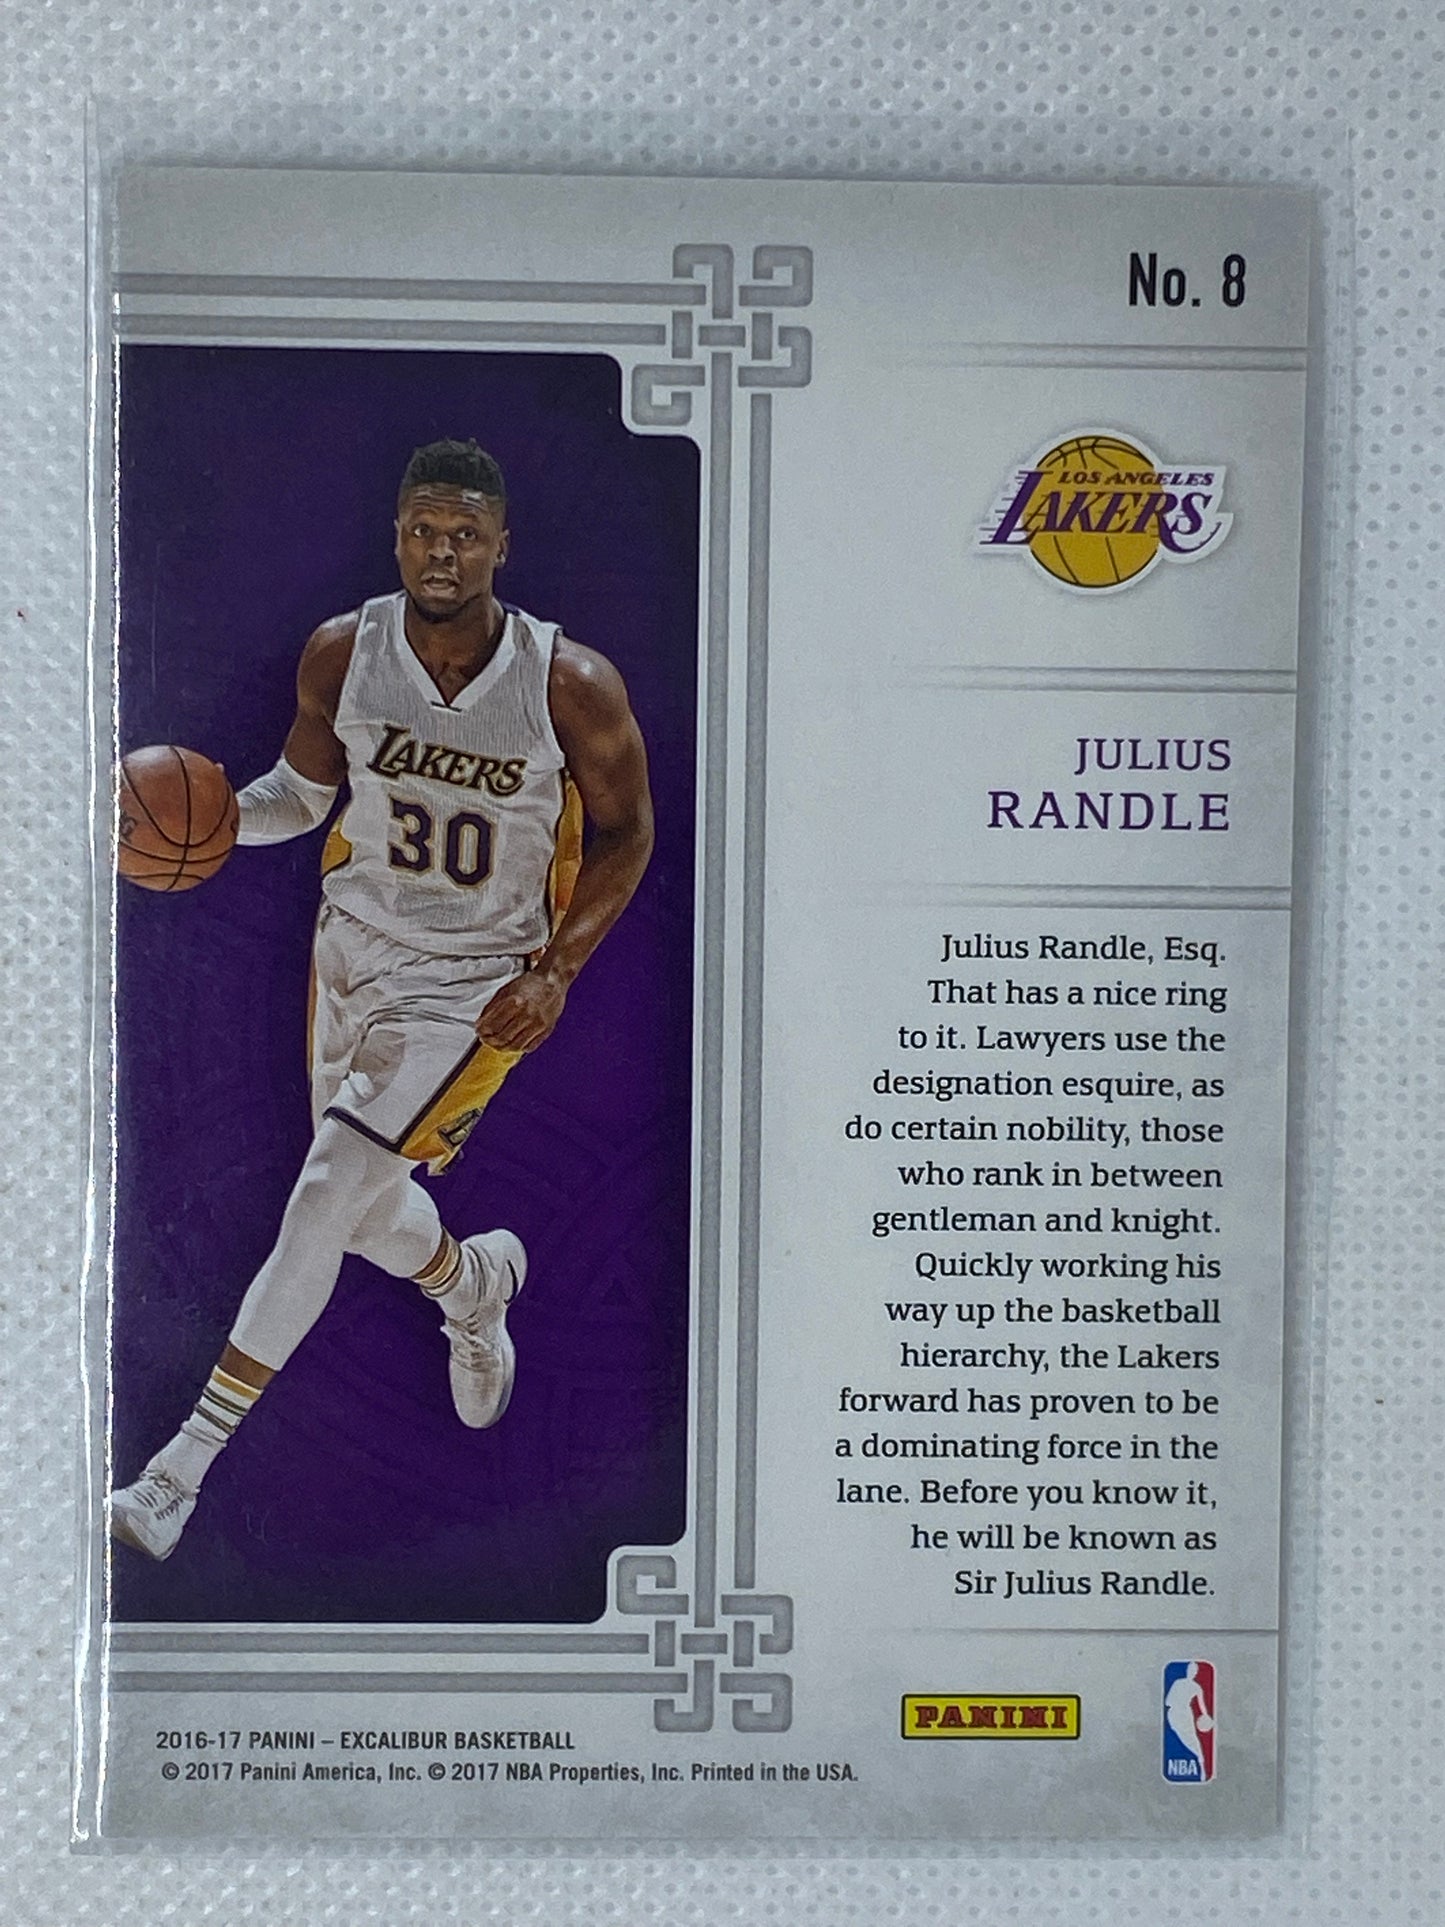 No. 8
LOS ANGELES
LAKERS
JULIUS
RANDLE
LAKERS
30
Julius Randle, Esq.
That has a nice ring
to it. Lawyers use the
designation esquire, as
do certain nobility, those
who rank in between
gentleman and knight.
Quickly working his
way up the basketball
hierarchy, the Lakers
forward has proven to be
a dominating force in the
lane. Before you know it,
he will be known as
Sir Julius Randle.
PANINI
NBA
2016-17 PANINI – EXCALIBUR BASKETBALL
© 2017 Panini America, Inc. © 2017 NBA Properties, Inc. Printed in the USA.